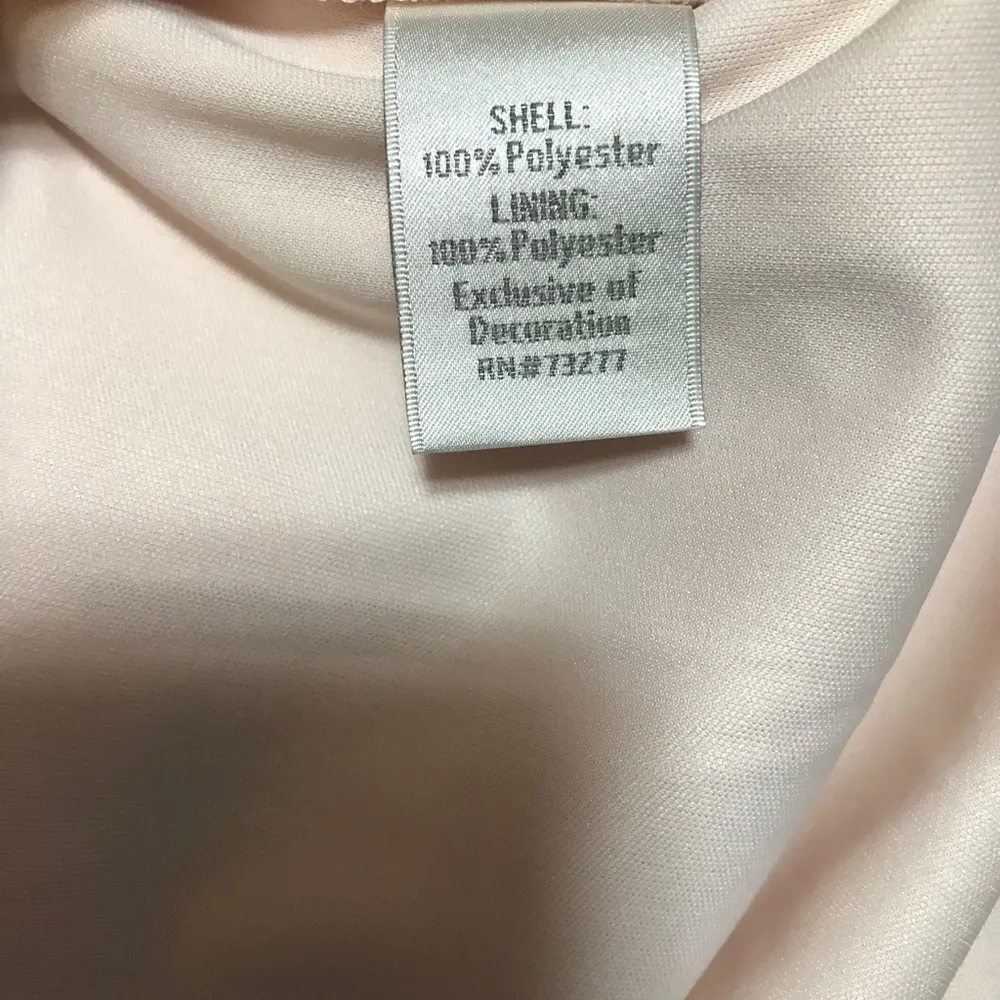 SHELL:
100% Polyester
LINING:
100% Polyester
Exclusive of
Decoration
RN#73277